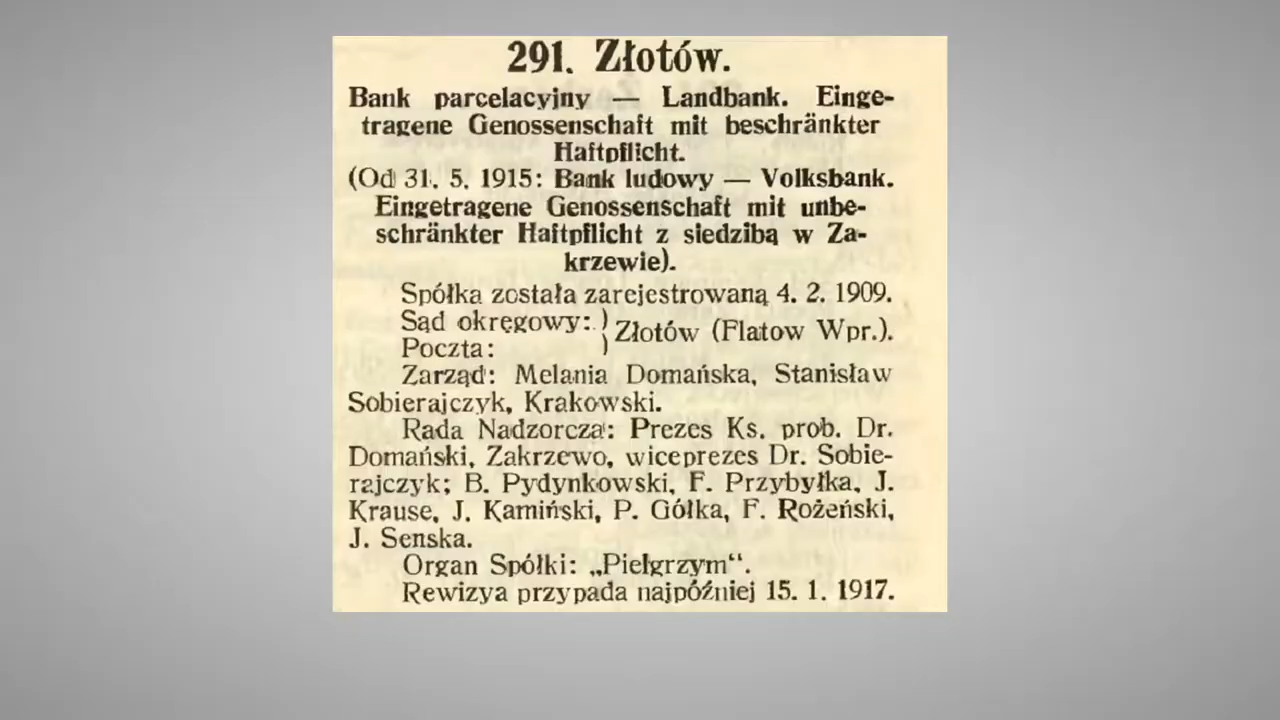 291. Złotów.
Bank parcelacyjny — Landbank. Einge-
tragene Genossenschaft mit beschränkter
Haftpflicht.
(Od 31. 5. 1915: Bank ludowy — Volksbank.
Eingetragene Genossenschaft mit unbe-
schränkter Haftpflicht z siedzibą w Za-
krzewie).
Spółka została zarejestrowaną 4. 2. 1909.
Sąd okręgowy: ) Złotów (Flatow Wpr.).
Poczta: )
Zarząd: Melania Domańska, Stanisław
Sobierajczyk, Krakowski.
Rada Nadzorcza: Prezes Ks. prob. Dr.
Domański, Zakrzewo, wiceprezes Dr. Sobie-
rajczyk; B. Pydynkowski, F. Przybyłka, J.
Krause, J. Kamiński, P. Gółka, F. Rożeński,
J. Senska.
Organ Spółki: „Pielgrzym“.
Rewizya przypada najpóźniej 15. 1. 1917.